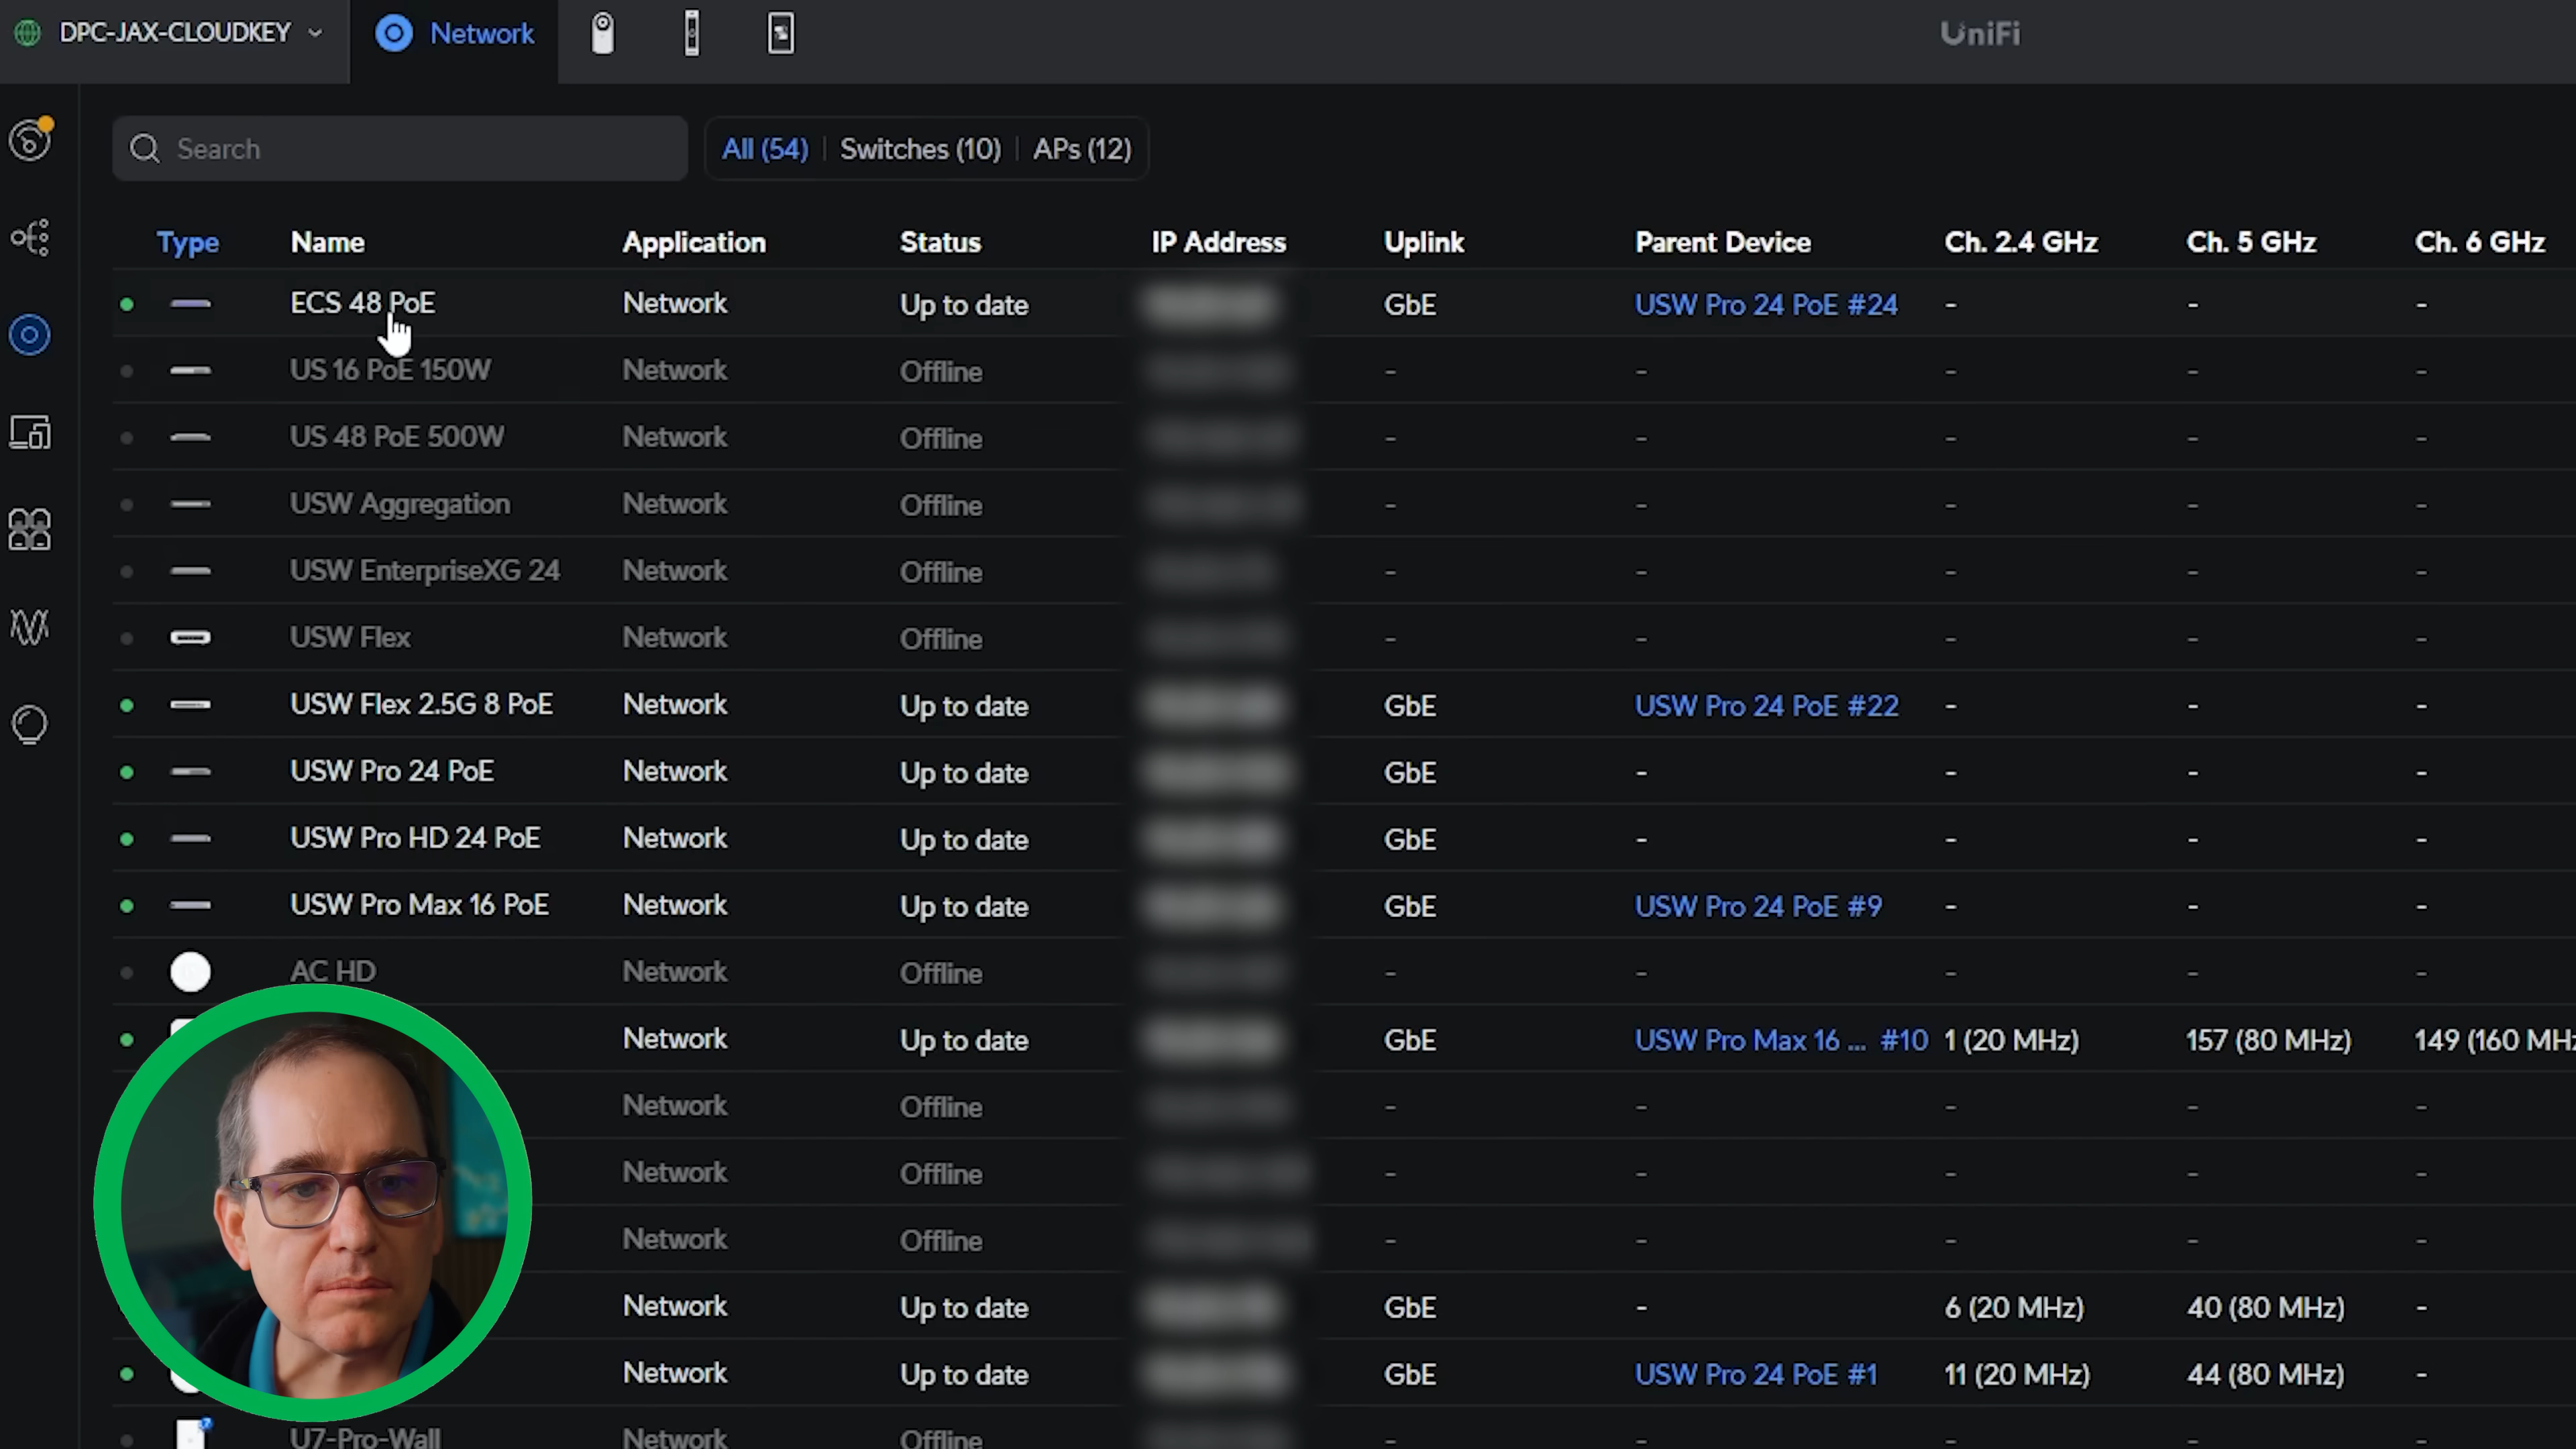 DPC-JAX-CLOUDKEY Network UniFi
Search All (54) Switches (10) APs (12)
Type Name Application Status IP Address Uplink Parent Device Ch. 2.4 GHz Ch. 5 GHz Ch. 6 GHz
ECS 48 PoE Network Up to date GbE USW Pro 24 PoE #24 - - -
US 16 PoE 150W Network Offline - - - - -
US 48 PoE 500W Network Offline - - - - -
USW Aggregation Network Offline - - - - -
USW EnterpriseXG 24 Network Offline - - - - -
USW Flex Network Offline - - - - -
USW Flex 2.5G 8 PoE Network Up to date GbE USW Pro 24 PoE #22 - - -
USW Pro 24 PoE Network Up to date GbE - - - -
USW Pro HD 24 PoE Network Up to date GbE - - - -
USW Pro Max 16 PoE Network Up to date GbE USW Pro 24 PoE #9 - - -
AC HD Network Offline - - - - -
Network Up to date GbE USW Pro Max 16 ... #10 1 (20 MHz) 157 (80 MHz) 149 (160 MHz
Network Offline - - - - -
Network Offline - - - - -
Network Offline - - - - -
Network Up to date GbE - 6 (20 MHz) 40 (80 MHz) -
Network Up to date GbE USW Pro 24 PoE #1 11 (20 MHz) 44 (80 MHz) -
U7-Pro-Wall Network Offline - - - - -